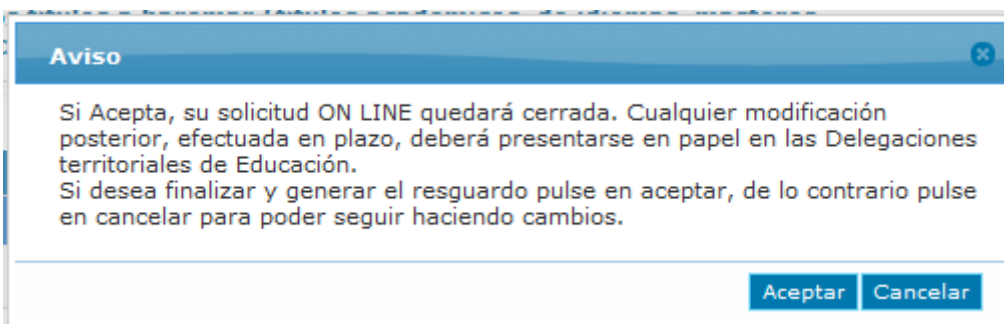 Aviso
Si Acepta, su solicitud ON LINE quedará cerrada. Cualquier modificación
posterior, efectuada en plazo, deberá presentarse en papel en las Delegaciones
territoriales de Educación.
Si desea finalizar y generar el resguardo pulse en aceptar, de lo contrario pulse
en cancelar para poder seguir haciendo cambios.
Aceptar Cancelar